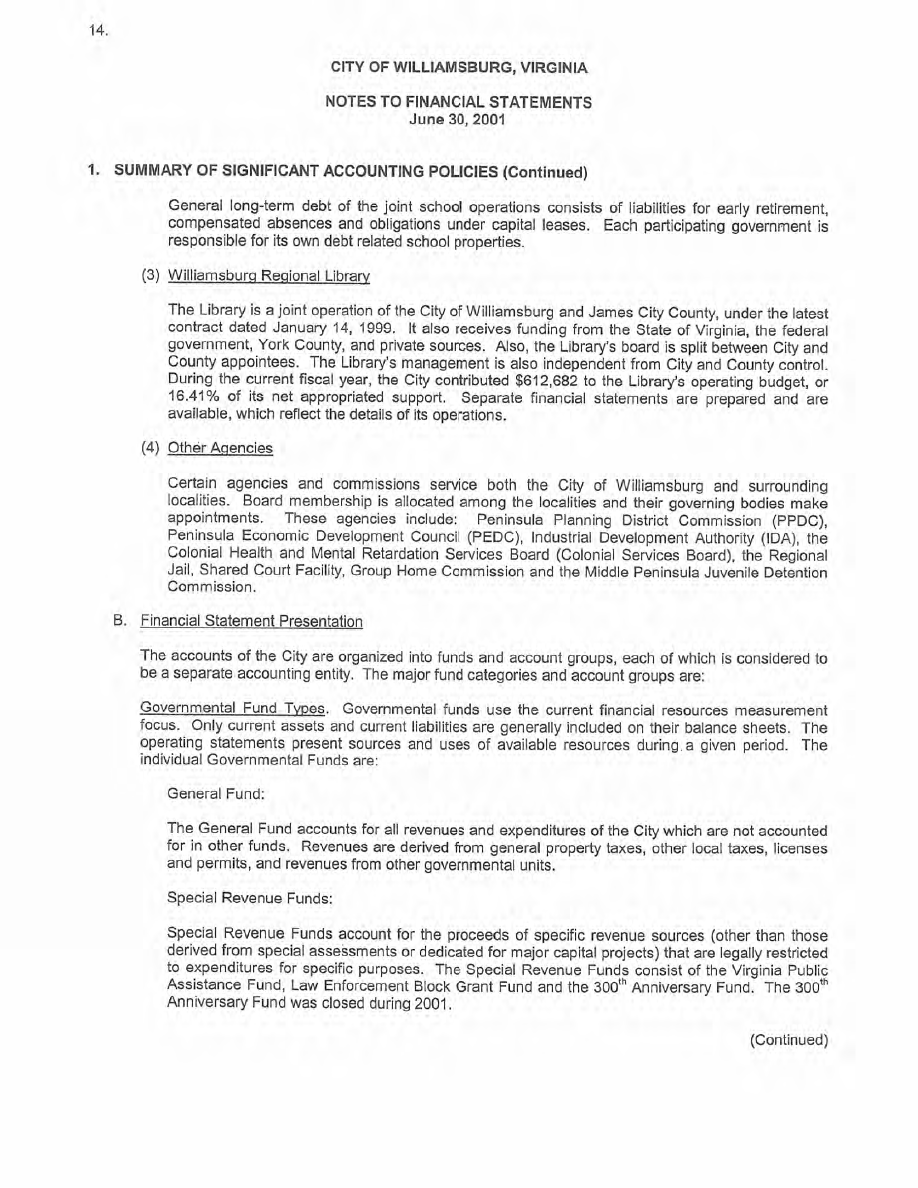 14.
CITY OF WILLIAMSBURG, VIRGINIA
NOTES TO FINANCIAL STATEMENTS
June 30, 2001
1. SUMMARY OF SIGNIFICANT ACCOUNTING POLICIES (Continued)
General long-term debt of the joint school operations consists of liabilities for early retirement,
compensated absences and obligations under capital leases. Each participating government is
responsible for its own debt related school properties.
(3) Williamsburg Regional Library
The Library is a joint operation of the City of Williamsburg and James City County, under the latest
contract dated January 14, 1999. It also receives funding from the State of Virginia, the federal
government, York County, and private sources. Also, the Library's board is split between City and
County appointees. The Library's management is also independent from City and County control.
During the current fiscal year, the City contributed $612,682 to the Library's operating budget, or
16.41% of its net appropriated support. Separate financial statements are prepared and are
available, which reflect the details of its operations.
(4) Other Agencies
Certain agencies and commissions service both the City of Williamsburg and surrounding
localities. Board membership is allocated among the localities and their governing bodies make
appointments. These agencies include: Peninsula Planning District Commission (PPDC),
Peninsula Economic Development Council (PEDC), Industrial Development Authority (IDA), the
Colonial Health and Mental Retardation Services Board (Colonial Services Board), the Regional
Jail, Shared Court Facility, Group Home Commission and the Middle Peninsula Juvenile Detention
Commission.
B. Financial Statement Presentation
The accounts of the City are organized into funds and account groups, each of which is considered to
be a separate accounting entity. The major fund categories and account groups are:
Governmental Fund Types. Governmental funds use the current financial resources measurement
focus. Only current assets and current liabilities are generally included on their balance sheets. The
operating statements present sources and uses of available resources during a given period. The
individual Governmental Funds are:
General Fund:
The General Fund accounts for all revenues and expenditures of the City which are not accounted
for in other funds. Revenues are derived from general property taxes, other local taxes, licenses
and permits, and revenues from other governmental units.
Special Revenue Funds:
Special Revenue Funds account for the proceeds of specific revenue sources (other than those
derived from special assessments or dedicated for major capital projects) that are legally restricted
to expenditures for specific purposes. The Special Revenue Funds consist of the Virginia Public
Assistance Fund, Law Enforcement Block Grant Fund and the 300th Anniversary Fund. The 300th
Anniversary Fund was closed during 2001.
(Continued)